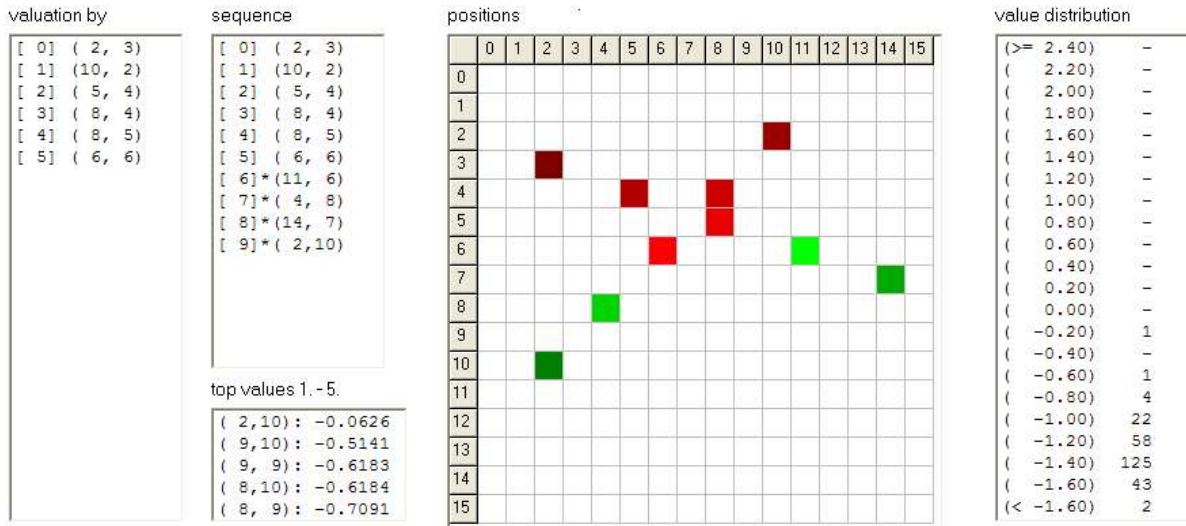 valuation by
[ 0] ( 2, 3)
[ 1] (10, 2)
[ 2] ( 5, 4)
[ 3] ( 8, 4)
[ 4] ( 8, 5)
[ 5] ( 6, 6)
sequence
[ 0] ( 2, 3)
[ 1] (10, 2)
[ 2] ( 5, 4)
[ 3] ( 8, 4)
[ 4] ( 8, 5)
[ 5] ( 6, 6)
[ 6]*(11, 6)
[ 7]*( 4, 8)
[ 8]*(14, 7)
[ 9]*( 2,10)
top values 1.-5.
( 2,10): -0.0626
( 9,10): -0.5141
( 9, 9): -0.6183
( 8,10): -0.6184
( 8, 9): -0.7091
positions
0 1 2 3 4 5 6 7 8 9 10 11 12 13 14 15
0
1
2
3
4
5
6
7
8
9
10
11
12
13
14
15
value distribution
(>= 2.40) -
( 2.20) -
( 2.00) -
( 1.80) -
( 1.60) -
( 1.40) -
( 1.20) -
( 1.00) -
( 0.80) -
( 0.60) -
( 0.40) -
( 0.20) -
( 0.00) -
( -0.20) 1
( -0.40) -
( -0.60) 1
( -0.80) 4
( -1.00) 22
( -1.20) 58
( -1.40) 125
( -1.60) 43
(< -1.60) 2